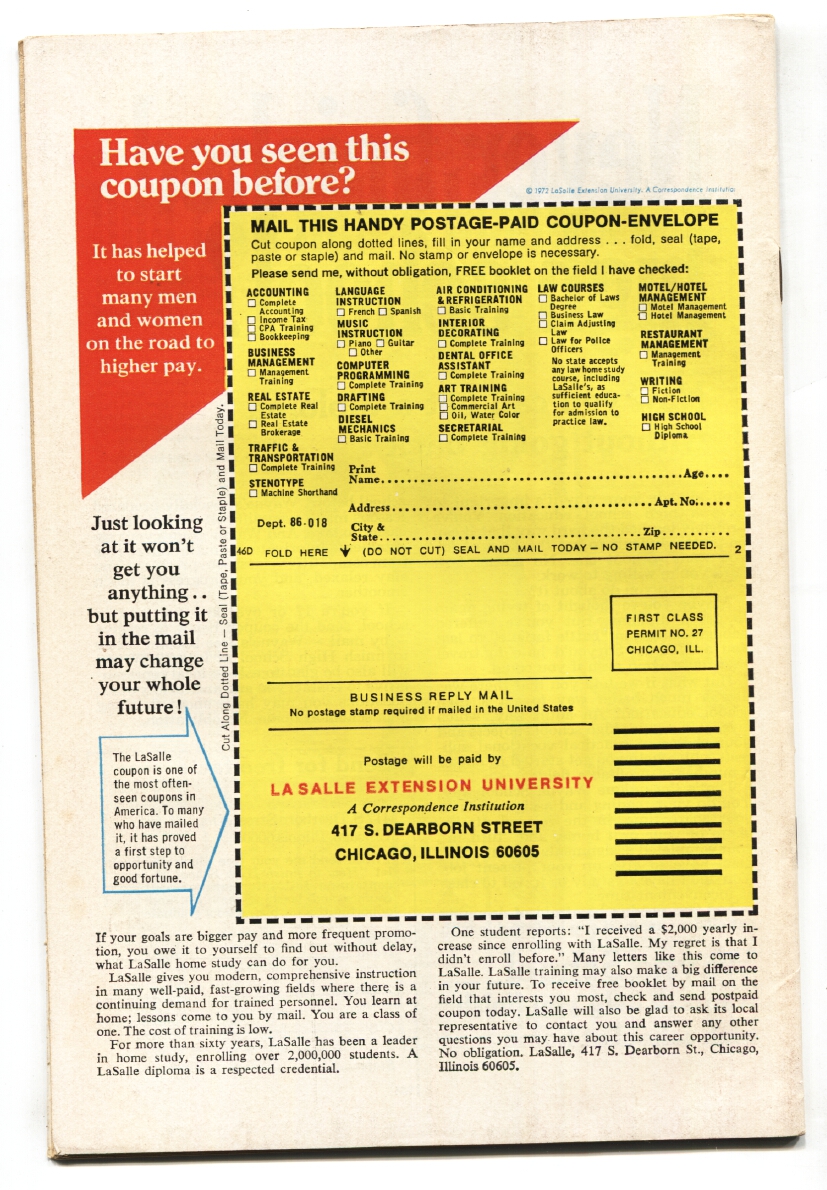 Have you seen this
coupon before?
© 1972 LaSalle Extension University. A Correspondence Institution
It has helped
to start
many men
and women
on the road to
higher pay.
Just looking
at it won't
get you
anything . .
but putting it
in the mail
may change
your whole
future!
The LaSalle
coupon is one of
the most often-
seen coupons in
America. To many
who have mailed
it, it has proved
a first step to
opportunity and
good fortune.
Cut Along Dotted Line — Seal (Tape, Paste or Staple) and Mail Today.
MAIL THIS HANDY POSTAGE-PAID COUPON-ENVELOPE
Cut coupon along dotted lines, fill in your name and address . . . fold, seal (tape,
paste or staple) and mail. No stamp or envelope is necessary.
Please send me, without obligation, FREE booklet on the field I have checked:
ACCOUNTING
☐ Complete
Accounting
☐ Income Tax
☐ CPA Training
☐ Bookkeeping
BUSINESS
MANAGEMENT
☐ Management
Training
REAL ESTATE
☐ Complete Real
Estate
☐ Real Estate
Brokerage
TRAFFIC &
TRANSPORTATION
☐ Complete Training
STENOTYPE
☐ Machine Shorthand
LANGUAGE
INSTRUCTION
☐ French ☐ Spanish
MUSIC
INSTRUCTION
☐ Piano ☐ Guitar
☐ Other
COMPUTER
PROGRAMMING
☐ Complete Training
DRAFTING
☐ Complete Training
DIESEL
MECHANICS
☐ Basic Training
AIR CONDITIONING
& REFRIGERATION
☐ Basic Training
INTERIOR
DECORATING
☐ Complete Training
DENTAL OFFICE
ASSISTANT
☐ Complete Training
ART TRAINING
☐ Complete Training
☐ Commercial Art
☐ Oil, Water Color
SECRETARIAL
☐ Complete Training
LAW COURSES
☐ Bachelor of Laws
Degree
☐ Business Law
☐ Claim Adjusting
Law
☐ Law for Police
Officers
No state accepts
any law home study
course, including
LaSalle's, as
sufficient educa-
tion to qualify
for admission to
practice law.
MOTEL/HOTEL
MANAGEMENT
☐ Motel Management
☐ Hotel Management
RESTAURANT
MANAGEMENT
☐ Management
Training
WRITING
☐ Fiction
☐ Non-Fiction
HIGH SCHOOL
☐ High School
Diploma
Print
Name.......... Age....
Address.......... Apt. No......
Dept. 86-018
City &
State.......... Zip..........
46D FOLD HERE ↓ (DO NOT CUT) SEAL AND MAIL TODAY — NO STAMP NEEDED. 2
FIRST CLASS
PERMIT NO. 27
CHICAGO, ILL.
BUSINESS REPLY MAIL
No postage stamp required if mailed in the United States
Postage will be paid by
LA SALLE EXTENSION UNIVERSITY
A Correspondence Institution
417 S. DEARBORN STREET
CHICAGO, ILLINOIS 60605
If your goals are bigger pay and more frequent promo-
tion, you owe it to yourself to find out without delay,
what LaSalle home study can do for you.
LaSalle gives you modern, comprehensive instruction
in many well-paid, fast-growing fields where there is a
continuing demand for trained personnel. You learn at
home; lessons come to you by mail. You are a class of
one. The cost of training is low.
For more than sixty years, LaSalle has been a leader
in home study, enrolling over 2,000,000 students. A
LaSalle diploma is a respected credential.
One student reports: "I received a $2,000 yearly in-
crease since enrolling with LaSalle. My regret is that I
didn't enroll before." Many letters like this come to
LaSalle. LaSalle training may also make a big difference
in your future. To receive free booklet by mail on the
field that interests you most, check and send postpaid
coupon today. LaSalle will also be glad to ask its local
representative to contact you and answer any other
questions you may have about this career opportunity.
No obligation. LaSalle, 417 S. Dearborn St., Chicago,
Illinois 60605.